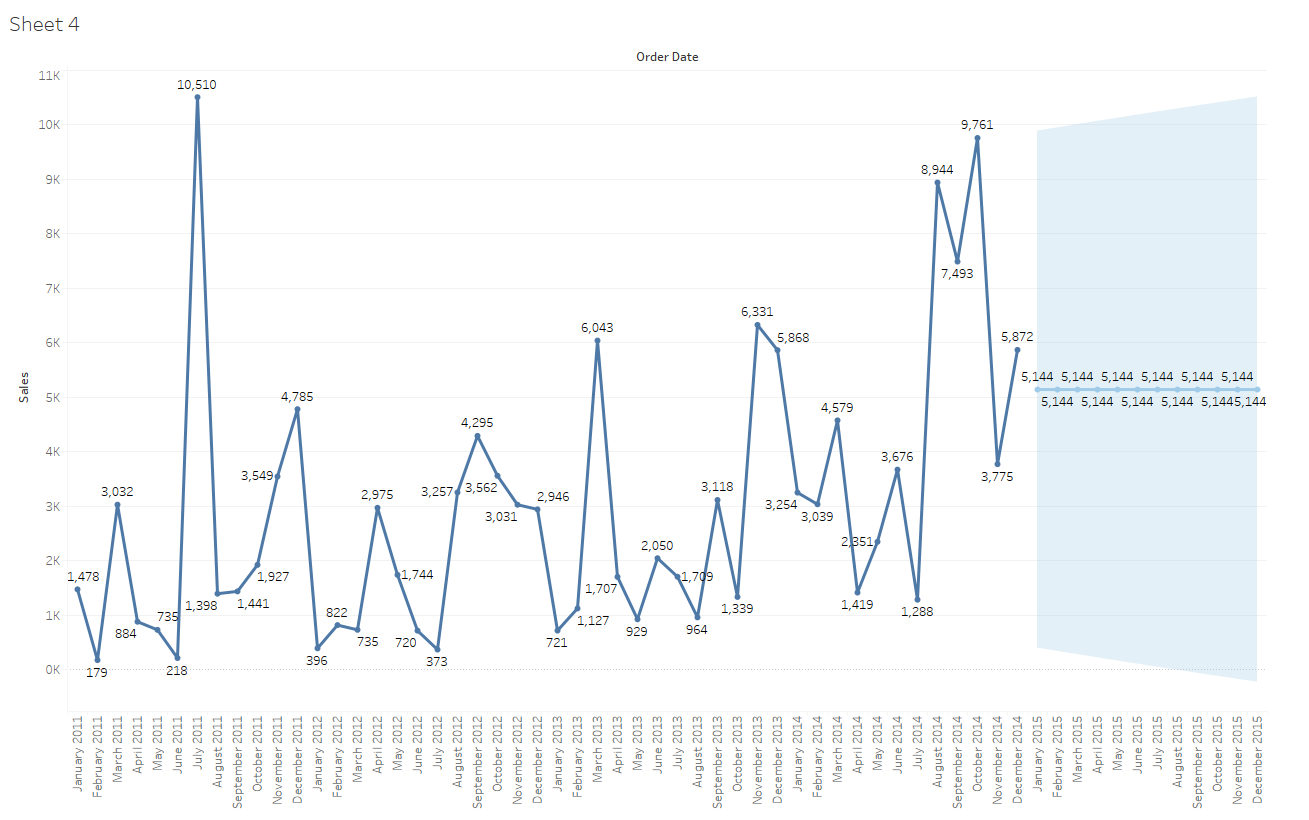 Sheet 4
Order Date
11K
10K
9K
8K
7K
6K
5K
4K
3K
2K
1K
0K
Sales
1,478
179
3,032
884
735
218
10,510
1,398
1,441
1,927
3,549
4,785
396
822
735
2,975
1,744
720
373
3,257
4,295
3,562
3,031
2,946
721
1,127
6,043
1,707
929
2,050
1,709
964
3,118
1,339
6,331
5,868
3,254
3,039
4,579
1,419
2,351
3,676
1,288
8,944
7,493
9,761
3,775
5,872
5,144
5,144
5,144
5,144
5,144
5,144
5,144
5,144
5,144
5,144
5,144
5,144
January 2011
February 2011
March 2011
April 2011
May 2011
June 2011
July 2011
August 2011
September 2011
October 2011
November 2011
December 2011
January 2012
February 2012
March 2012
April 2012
May 2012
June 2012
July 2012
August 2012
September 2012
October 2012
November 2012
December 2012
January 2013
February 2013
March 2013
April 2013
May 2013
June 2013
July 2013
August 2013
September 2013
October 2013
November 2013
December 2013
January 2014
February 2014
March 2014
April 2014
May 2014
June 2014
July 2014
August 2014
September 2014
October 2014
November 2014
December 2014
January 2015
February 2015
March 2015
April 2015
May 2015
June 2015
July 2015
August 2015
September 2015
October 2015
November 2015
December 2015